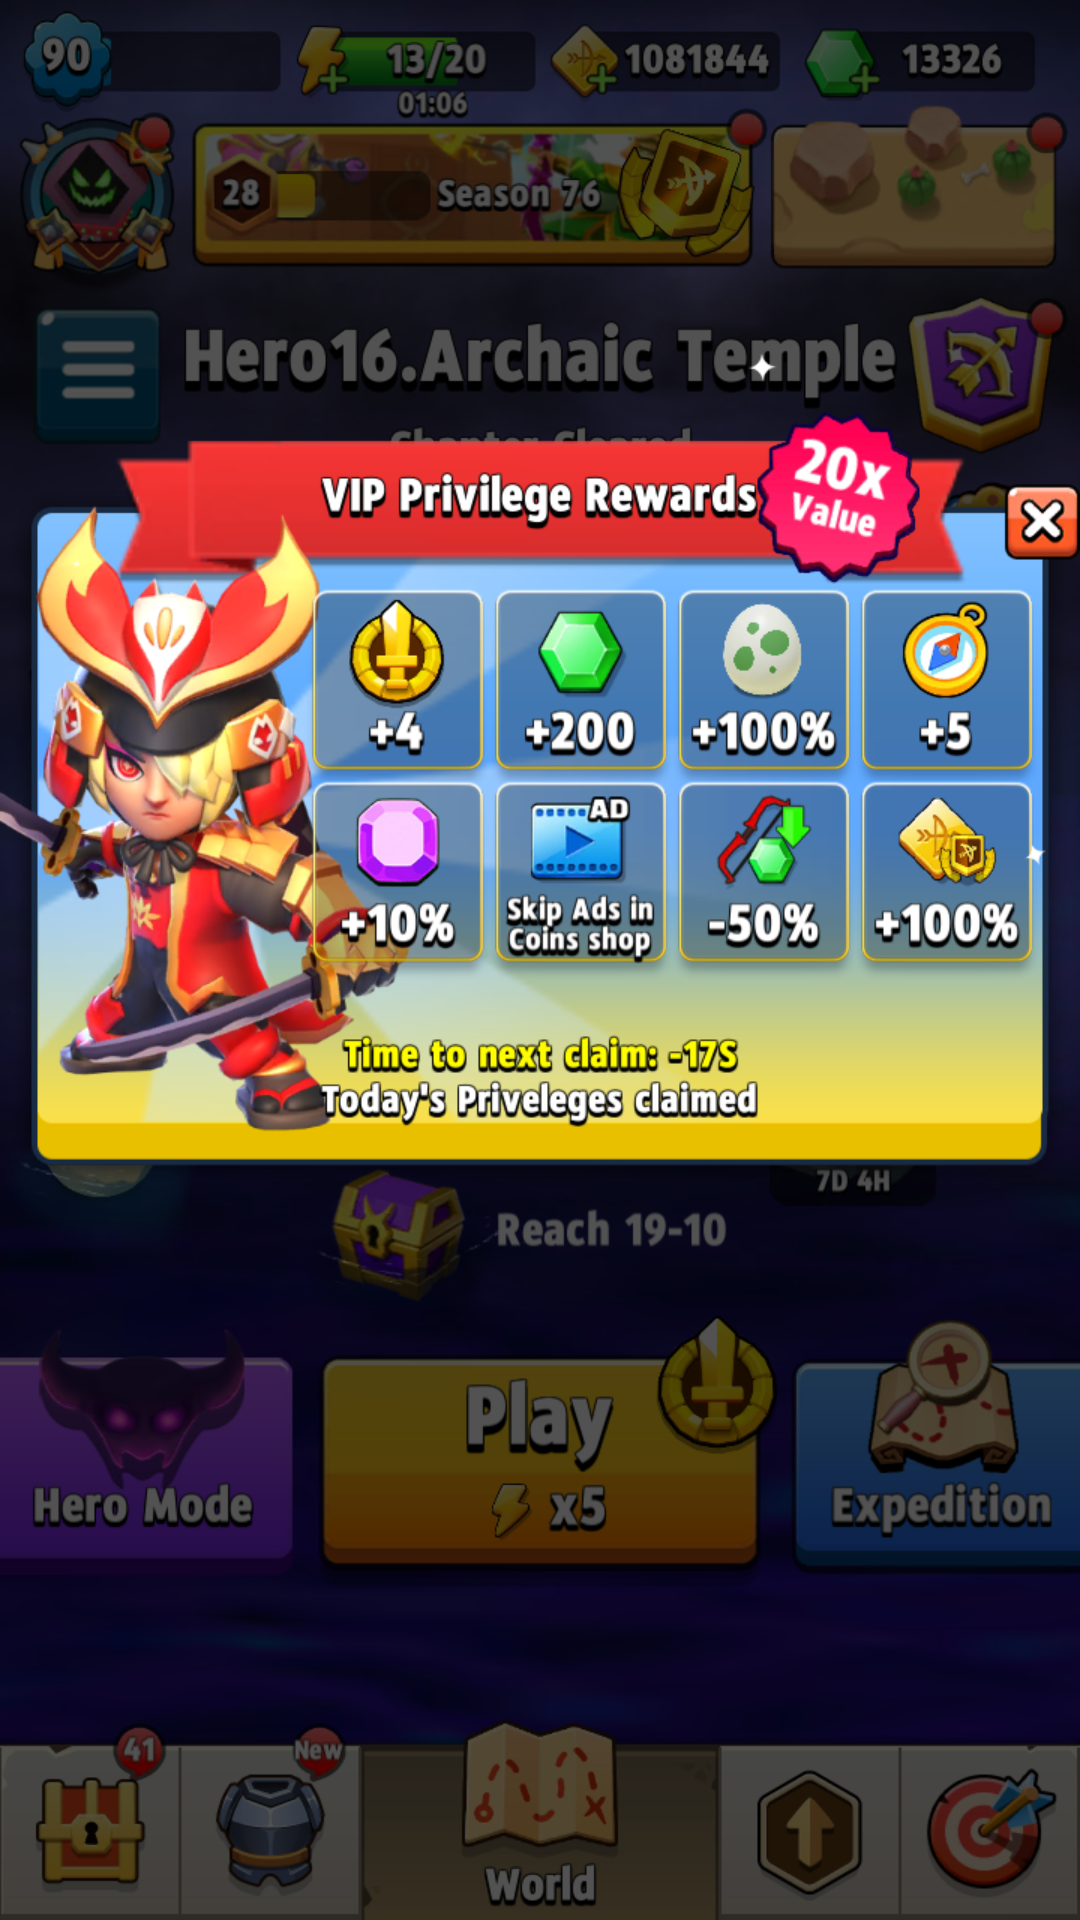 90
13/20
1081844
13326
01:06
28
Season 76
Hero16.Archaic Temple
Chapter Cleared
VIP Privilege Rewards
20x
Value
+4
+200
+100%
+5
AD
+10%
Skip Ads in
Coins shop
-50%
+100%
Time to next claim: -17S
Today's Priveleges claimed
7D 4H
Reach 19-10
Play
x5
Hero Mode
Expedition
41
New
World